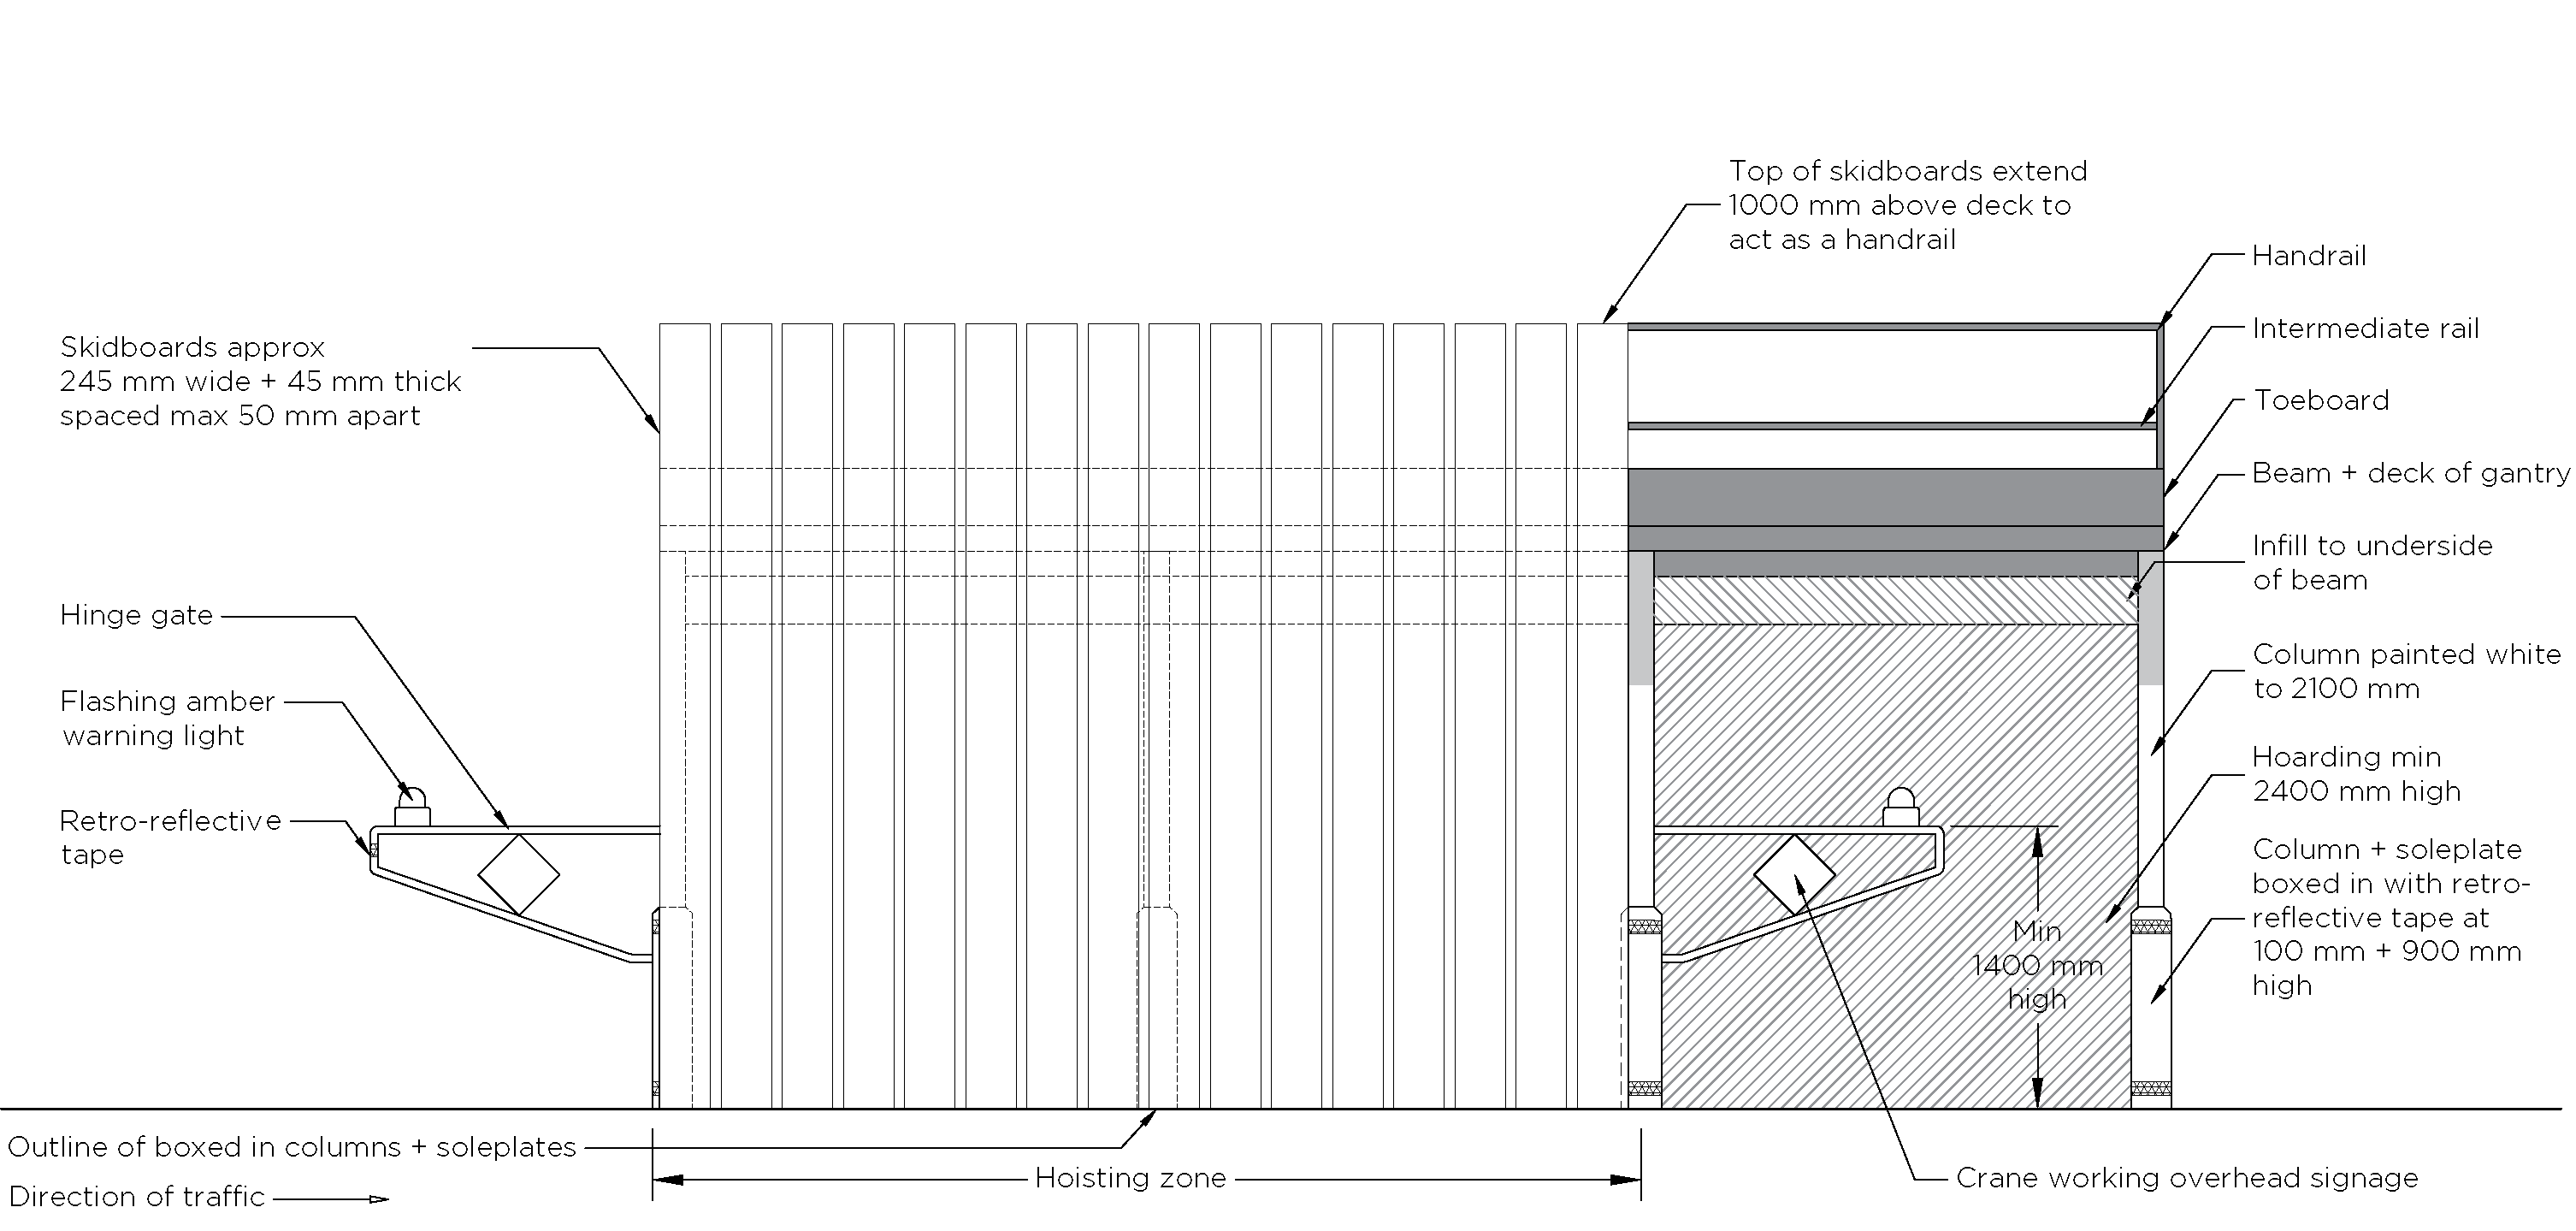 Top of skidboards extend
1000 mm above deck to
act as a handrail
Handrail
Intermediate rail
Toeboard
Beam + deck of gantry
Infill to underside
of beam
Column painted white
to 2100 mm
Hoarding min
2400 mm high
Column + soleplate
boxed in with retro-
reflective tape at
100 mm + 900 mm
high
Skidboards approx
245 mm wide + 45 mm thick
spaced max 50 mm apart
Hinge gate
Flashing amber
warning light
Retro-reflective
tape
Min
1400 mm
high
Outline of boxed in columns + soleplates
Direction of traffic
Hoisting zone
Crane working overhead signage